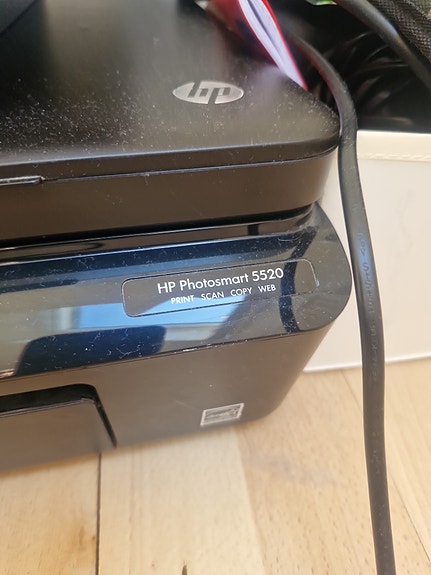 hp
HP Photosmart 5520
PRINT SCAN COPY WEB